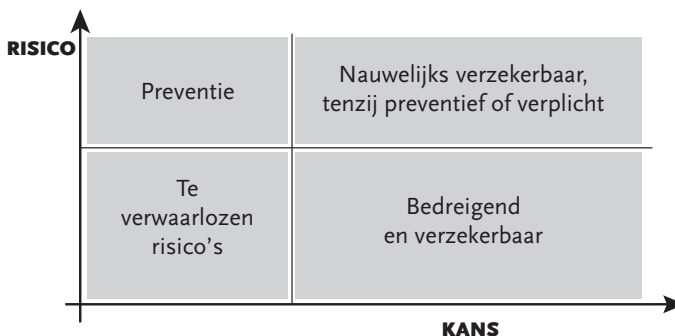 RISICO
Preventie
Nauwelijks verzekerbaar,
tenzij preventief of verplicht
Te
verwaarlozen
risico's
Bedreigend
en verzekerbaar
KANS